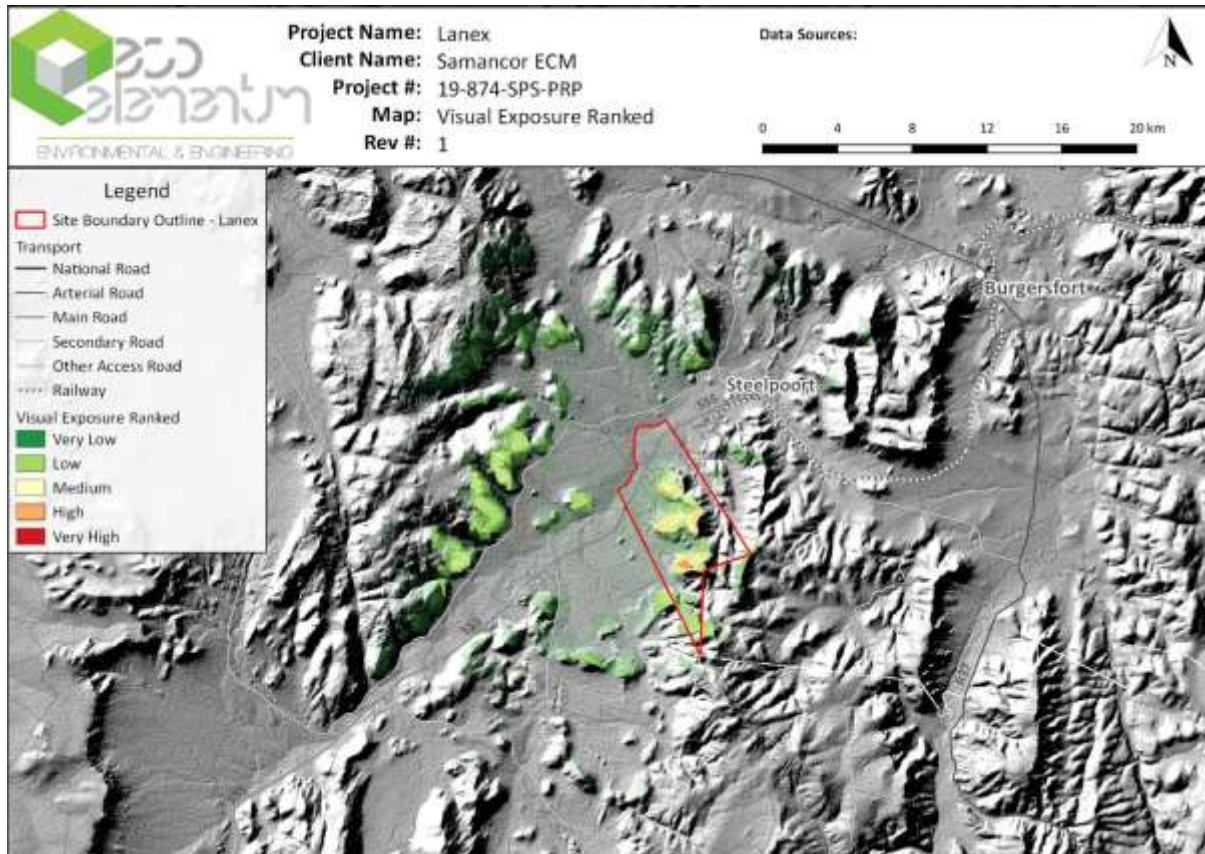 eco
elementum
ENVIRONMENTAL & ENGINEERING
Project Name: Lanex
Client Name: Samancor ECM
Project #: 19-874-SPS-PRP
Map: Visual Exposure Ranked
Rev #: 1
Data Sources:
N
0 4 8 12 16 20 km
Legend
Site Boundary Outline - Lanex
Transport
National Road
Arterial Road
Main Road
Secondary Road
Other Access Road
Railway
Visual Exposure Ranked
Very Low
Low
Medium
High
Very High
Burgersfort
Steelpoort